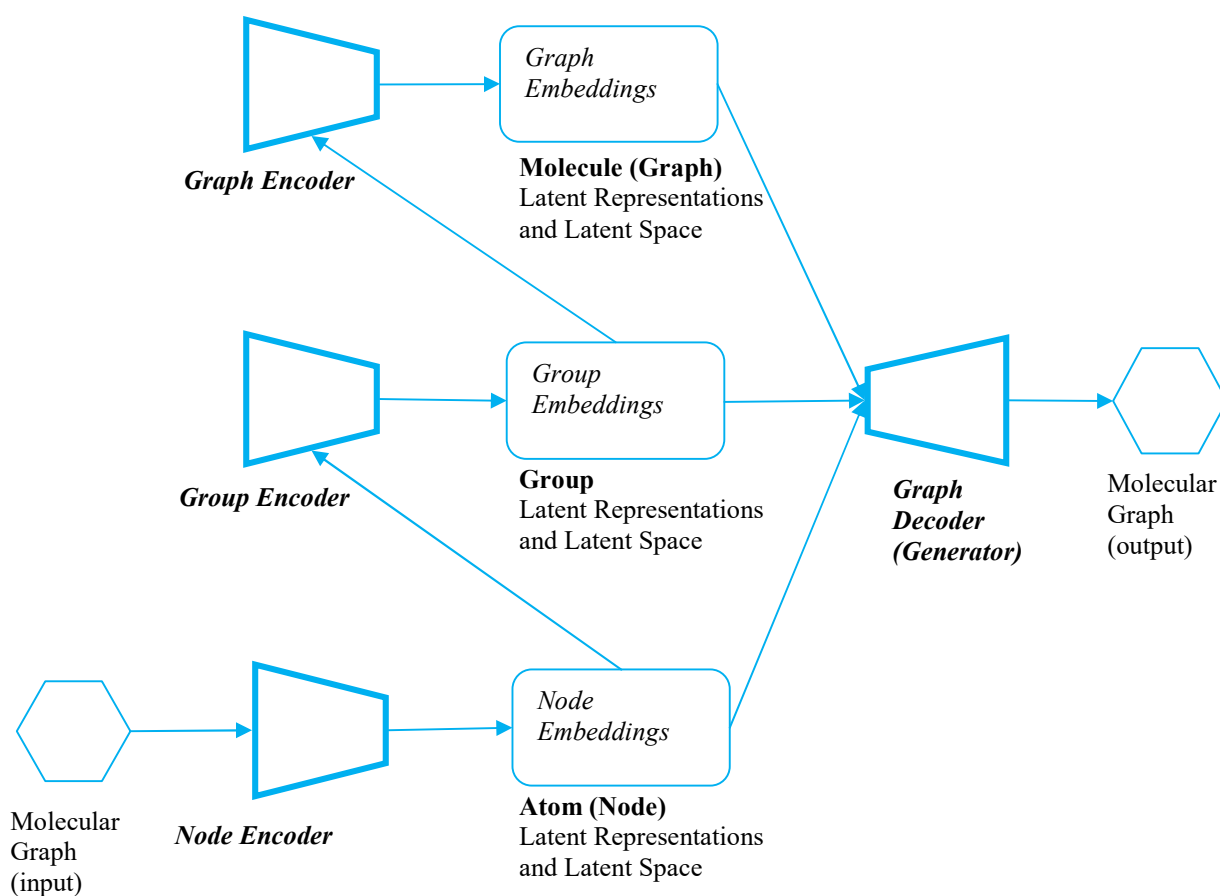 Graph
Embeddings
Graph Encoder
Molecule (Graph)
Latent Representations
and Latent Space
Group
Embeddings
Group Encoder
Group
Latent Representations
and Latent Space
Graph
Decoder
(Generator)
Molecular
Graph
(output)
Node
Embeddings
Molecular
Graph
(input)
Node Encoder
Atom (Node)
Latent Representations
and Latent Space